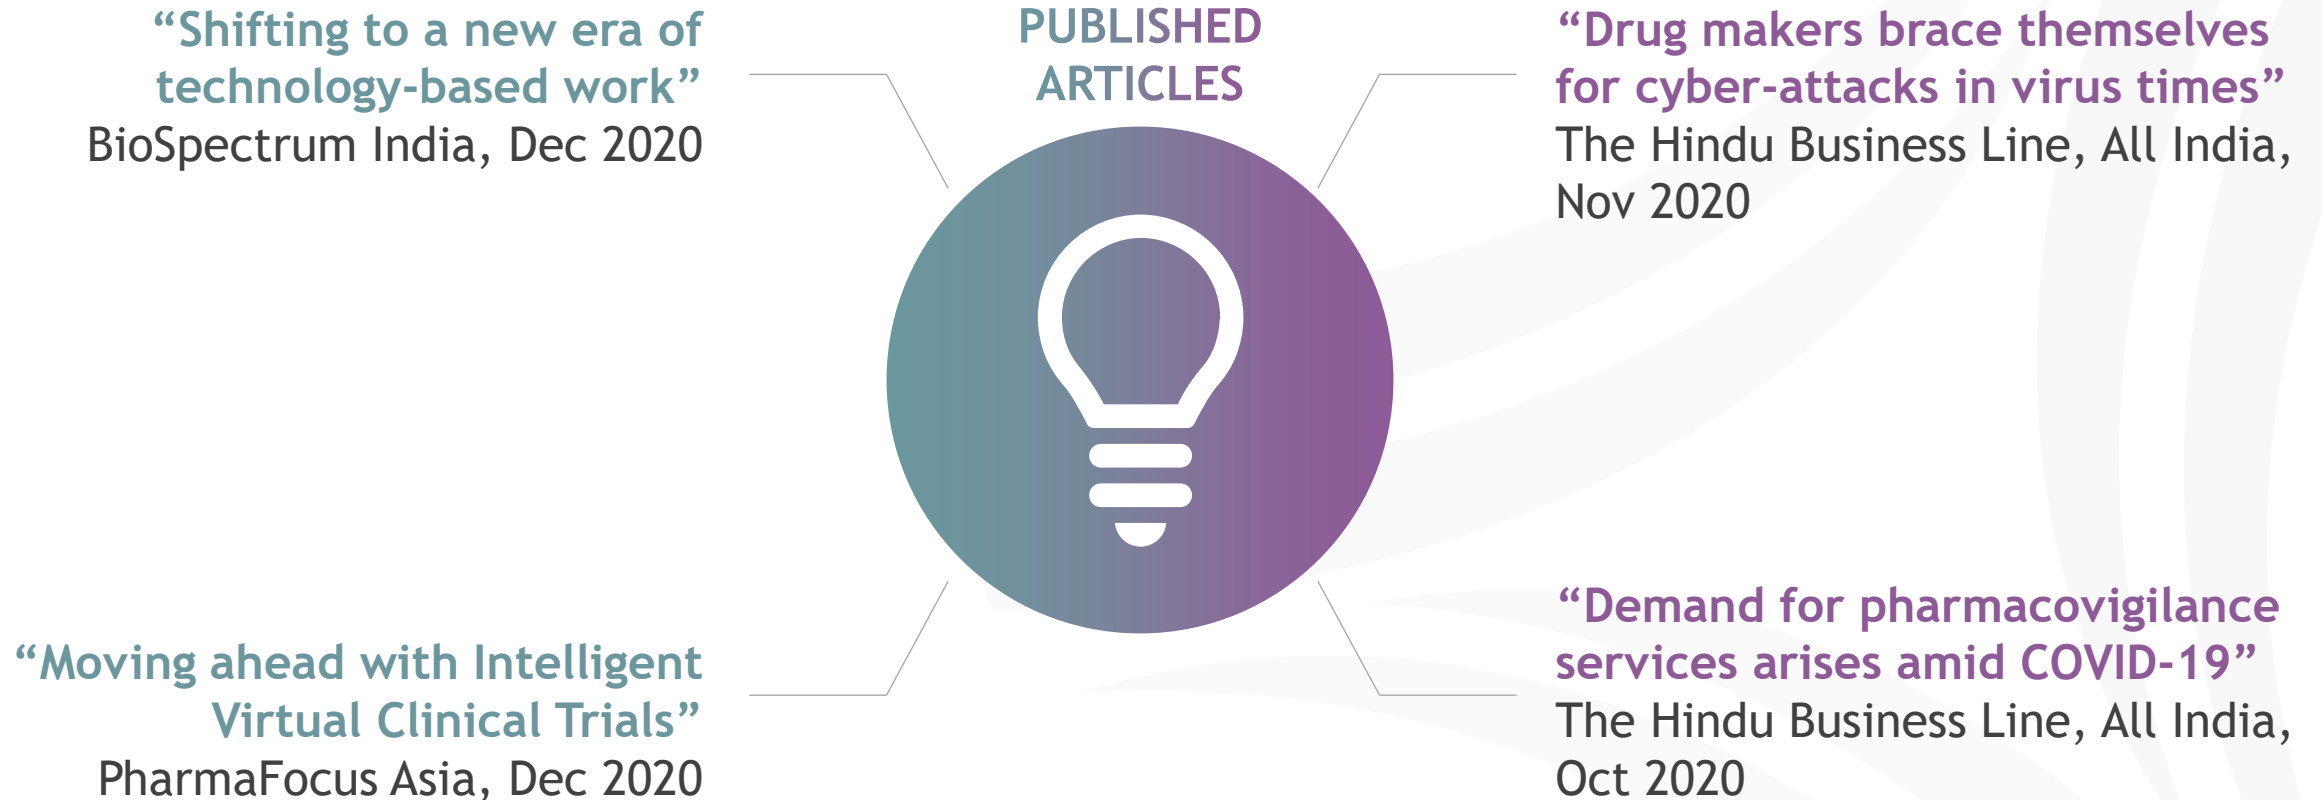 “Shifting to a new era of
technology-based work”
BioSpectrum India, Dec 2020
PUBLISHED
ARTICLES
“Drug makers brace themselves
for cyber-attacks in virus times”
The Hindu Business Line, All India,
Nov 2020
“Moving ahead with Intelligent
Virtual Clinical Trials”
PharmaFocus Asia, Dec 2020
“Demand for pharmacovigilance
services arises amid COVID-19”
The Hindu Business Line, All India,
Oct 2020